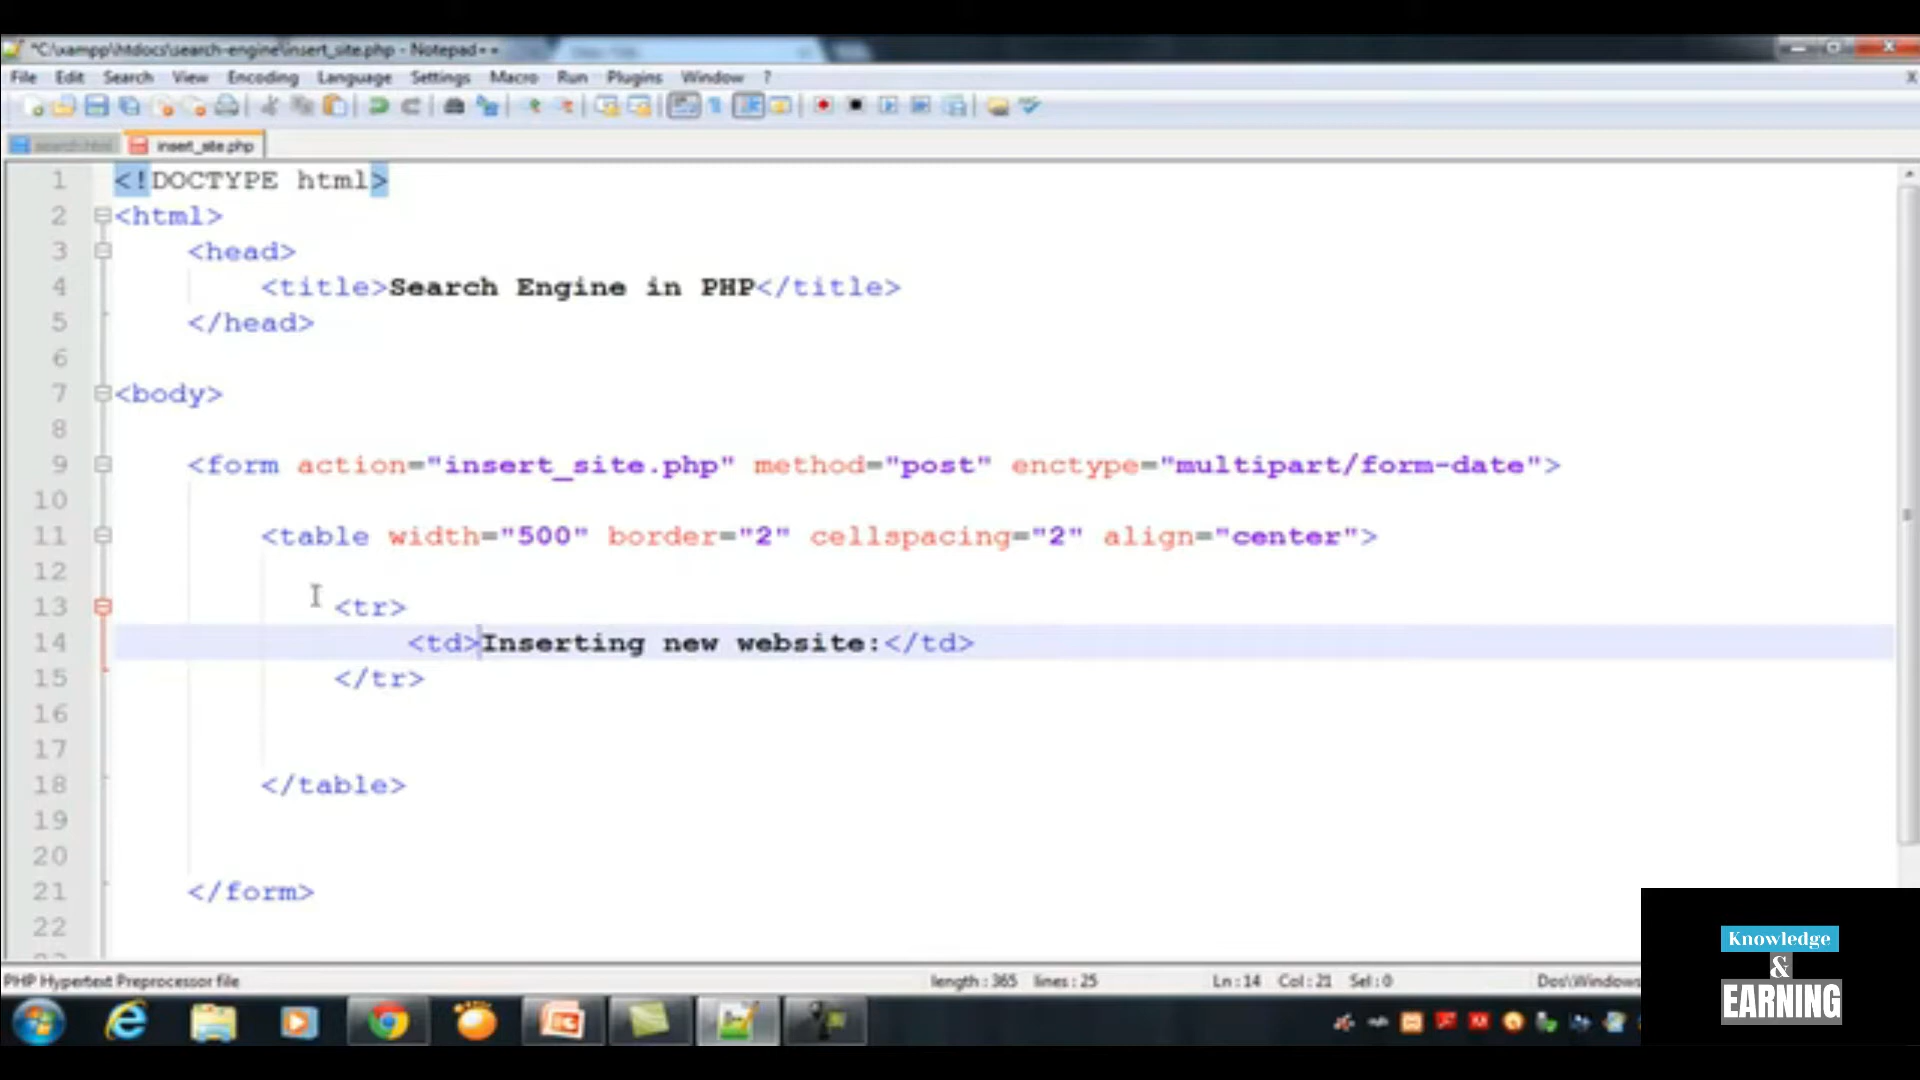 *C:\xampp\htdocs\search-engine\insert_site.php - Notepad++
File Edit Search View Encoding Language Settings Macro Run Plugins Window ?
search.html insert_site.php
1 <!DOCTYPE html>
2 <html>
3 <head>
4 <title>Search Engine in PHP</title>
5 </head>
6
7 <body>
8
9 <form action="insert_site.php" method="post" enctype="multipart/form-date">
10
11 <table width="500" border="2" cellspacing="2" align="center">
12
13 <tr>
14 <td>Inserting new website:</td>
15 </tr>
16
17
18 </table>
19
20
21 </form>
22
PHP Hypertext Preprocessor file length : 365 lines : 25 Ln : 14 Col : 21 Sel : 0 Dos\Windows
Knowledge
&
EARNING